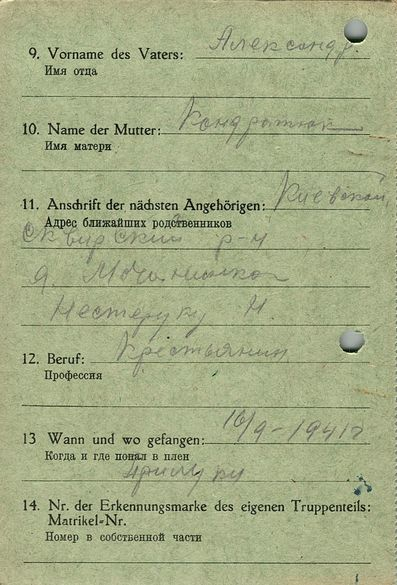 9. Vorname des Vaters: Александр
Имя отца
10. Name der Mutter:
Имя матери
11. Anschrift der nächsten Angehörigen: Киевской,
Адрес ближайших родственников
Сквирский р-н
д.
Нестеруку Н.
12. Beruf: Крестьянин
Профессия
13 Wann und wo gefangen: 16/9-1941г
Когда и где попал в плен
Прилуки
14. Nr. der Erkennungsmarke des eigenen Truppenteils:
Matrikel-Nr.
Номер в собственной части